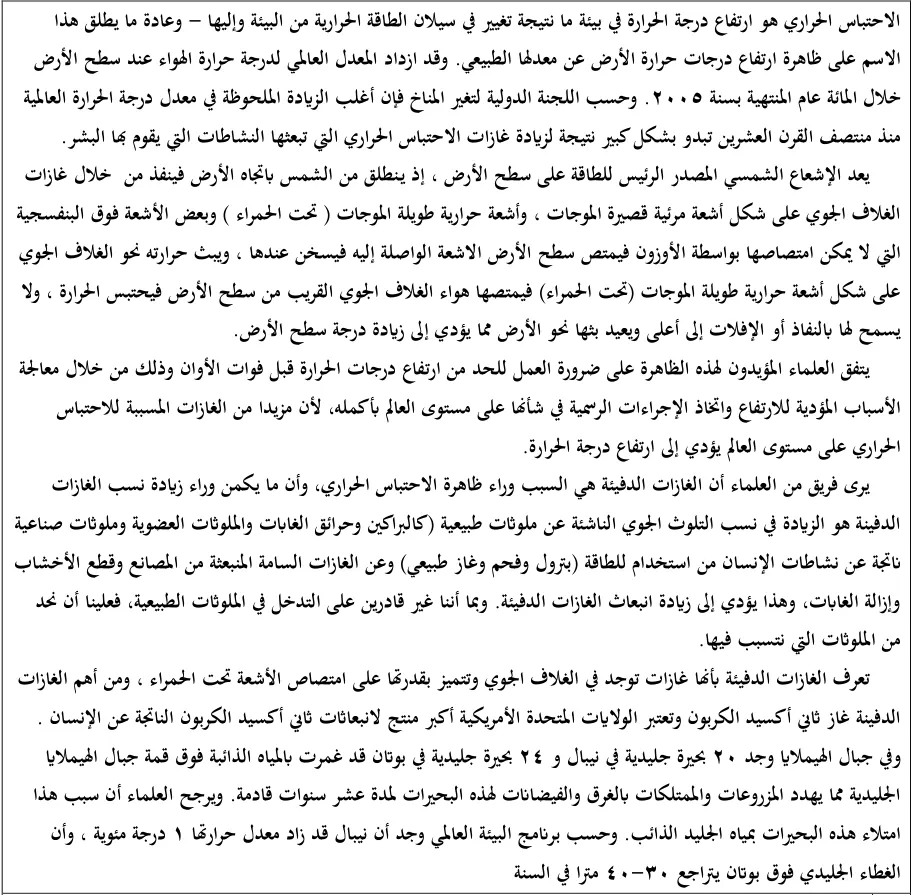 الاحتباس الحراري هو ارتفاع درجة الحرارة في بيئة ما نتيجة تغيير في سيلان الطاقة الحرارية من البيئة وإليها – وعادة ما يطلق هذا
الاسم على ظاهرة ارتفاع درجات حرارة الأرض عن معدلها الطبيعي. وقد ازداد المعدل العالمي لدرجة حرارة الهواء عند سطح الأرض
خلال المائة عام المنتهية بسنة ٢٠٠٥. وحسب اللجنة الدولية لتغير المناخ فإن أغلب الزيادة الملحوظة في معدل درجة الحرارة العالمية
منذ منتصف القرن العشرين تبدو بشكل كبير نتيجة لزيادة غازات الاحتباس الحراري التي تبعثها النشاطات التي يقوم بها البشر.
يعد الإشعاع الشمسي المصدر الرئيس للطاقة على سطح الأرض ، إذ ينطلق من الشمس باتجاه الأرض فينفذ من خلال غازات
الغلاف الجوي على شكل أشعة مرئية قصيرة الموجات ، وأشعة حرارية طويلة الموجات ( تحت الحمراء ) وبعض الأشعة فوق البنفسجية
التي لا يمكن امتصاصها بواسطة الأوزون فيمتص سطح الأرض الاشعة الواصلة إليه فيسخن عندها ، ويبث حرارته نحو الغلاف الجوي
على شكل أشعة حرارية طويلة الموجات (تحت الحمراء) فيمتصها هواء الغلاف الجوي القريب من سطح الأرض فيحتبس الحرارة ، ولا
يسمح لها بالنفاذ أو الإفلات إلى أعلى ويعيد بثها نحو الأرض مما يؤدي إلى زيادة درجة سطح الأرض.
يتفق العلماء المؤيدون لهذه الظاهرة على ضرورة العمل للحد من ارتفاع درجات الحرارة قبل فوات الأوان وذلك من خلال معالجة
الأسباب المؤدية للارتفاع واتخاذ الإجراءات الرسمية في شأنها على مستوى العالم بأكمله، لأن مزيدا من الغازات المسببة للاحتباس
الحراري على مستوى العالم يؤدي إلى ارتفاع درجة الحرارة.
يرى فريق من العلماء أن الغازات الدفيئة هي السبب وراء ظاهرة الاحتباس الحراري، وأن ما يكمن وراء زيادة نسب الغازات
الدفينة هو الزيادة في نسب التلوث الجوي الناشئة عن ملوثات طبيعية (كالبراكين وحرائق الغابات والملوثات العضوية وملوثات صناعية
ناتجة عن نشاطات الإنسان من استخدام للطاقة (بترول وفحم وغاز طبيعي) وعن الغازات السامة المنبعثة من المصانع وقطع الأخشاب
وإزالة الغابات، وهذا يؤدي إلى زيادة انبعاث الغازات الدفيئة. وبما أننا غير قادرين على التدخل في الملوثات الطبيعية، فعلينا أن نحد
من الملوثات التي نتسبب فيها.
تعرف الغازات الدفيئة بأنها غازات توجد في الغلاف الجوي وتتميز بقدرتها على امتصاص الأشعة تحت الحمراء ، ومن أهم الغازات
الدفينة غاز ثاني أكسيد الكربون وتعتبر الولايات المتحدة الأمريكية أكبر منتج لانبعاثات ثاني أكسيد الكربون الناتجة عن الإنسان .
وفي جبال الهيملايا وجد ٢٠ بحيرة جليدية في نيبال و ٢٤ بحيرة جليدية في بوتان قد غمرت بالمياه الذائبة فوق قمة جبال الهيملايا
الجليدية مما يهدد المزروعات والممتلكات بالغرق والفيضانات لهذه البحيرات لمدة عشر سنوات قادمة. ويرجح العلماء أن سبب هذا
امتلاء هذه البحيرات بمياه الجليد الذائب. وحسب برنامج البيئة العالمي وجد أن نيبال قد زاد معدل حرارتها ١ درجة مئوية ، وأن
الغطاء الجليدي فوق بوتان يتراجع ٣٠–٤٠ مترا في السنة